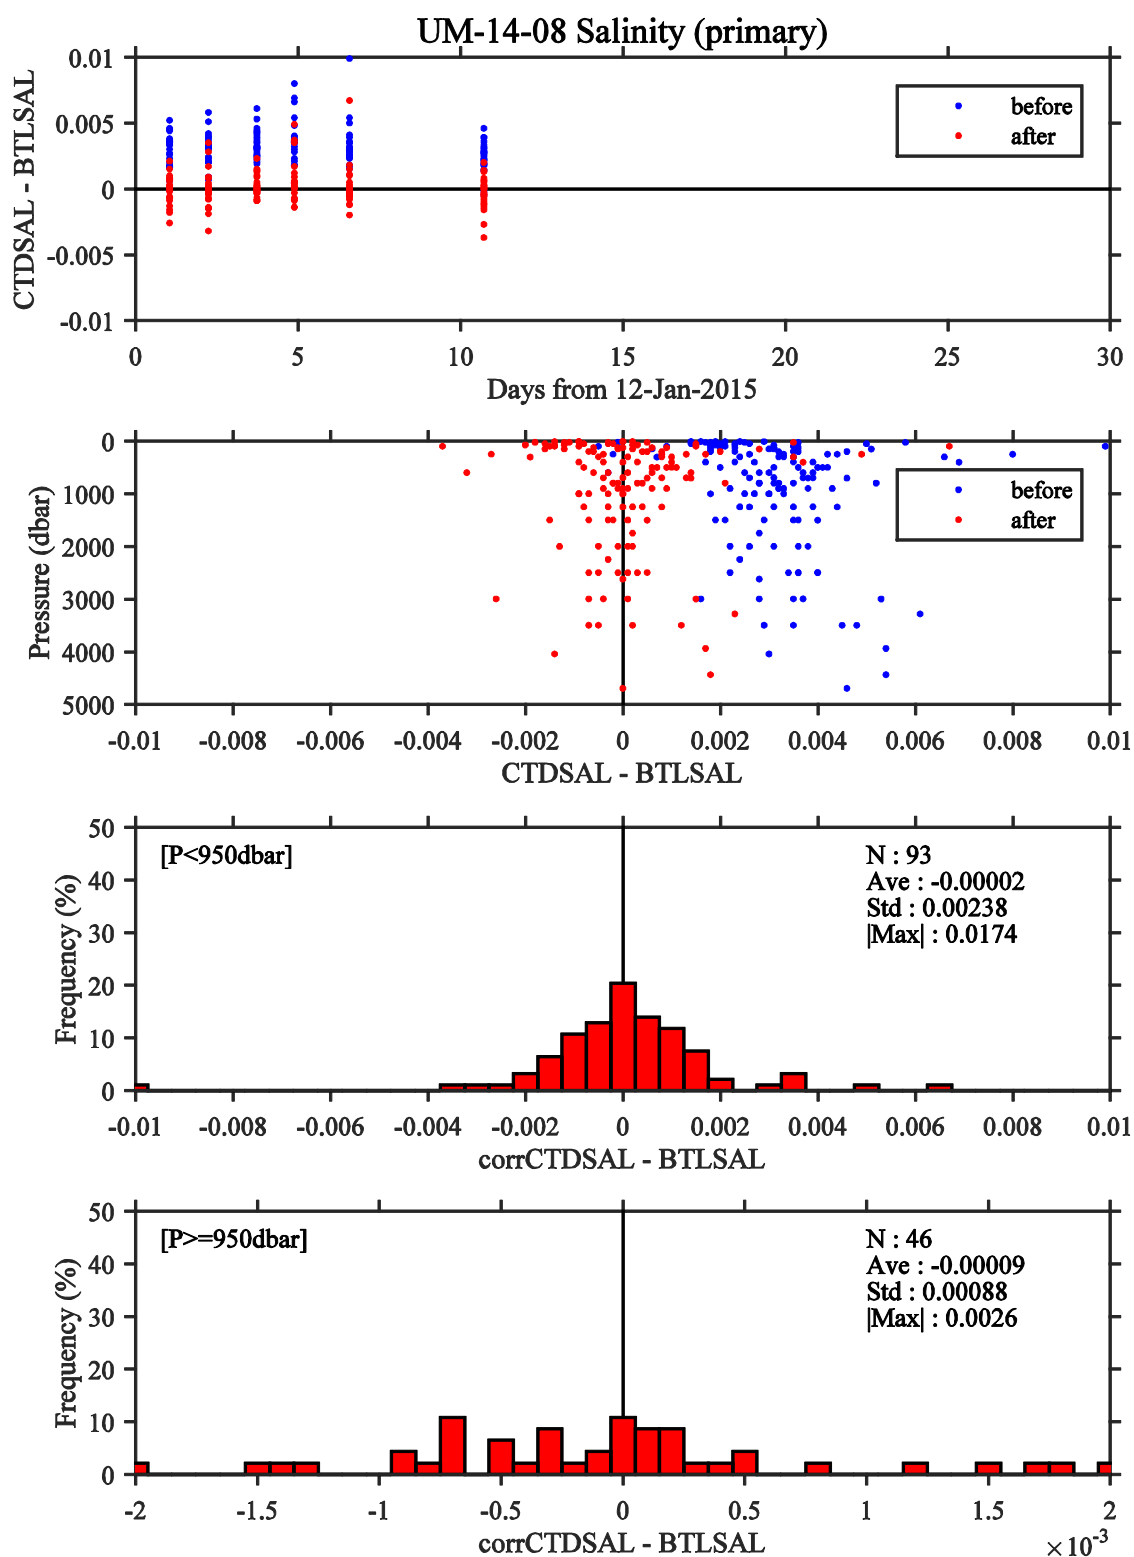 UM-14-08 Salinity (primary)
0.01
0.005
0
-0.005
-0.01
CTDSAL - BTLSAL
before
after
0 5 10 15 20 25 30
Days from 12-Jan-2015
0
1000
2000
3000
4000
5000
Pressure (dbar)
before
after
-0.01 -0.008 -0.006 -0.004 -0.002 0 0.002 0.004 0.006 0.008 0.01
CTDSAL - BTLSAL
50
40
30
20
10
0
Frequency (%)
[P<950dbar]
N : 93
Ave : -0.00002
Std : 0.00238
|Max| : 0.0174
-0.01 -0.008 -0.006 -0.004 -0.002 0 0.002 0.004 0.006 0.008 0.01
corrCTDSAL - BTLSAL
50
40
30
20
10
0
Frequency (%)
[P>=950dbar]
N : 46
Ave : -0.00009
Std : 0.00088
|Max| : 0.0026
-2 -1.5 -1 -0.5 0 0.5 1 1.5 2
corrCTDSAL - BTLSAL
×10⁻³